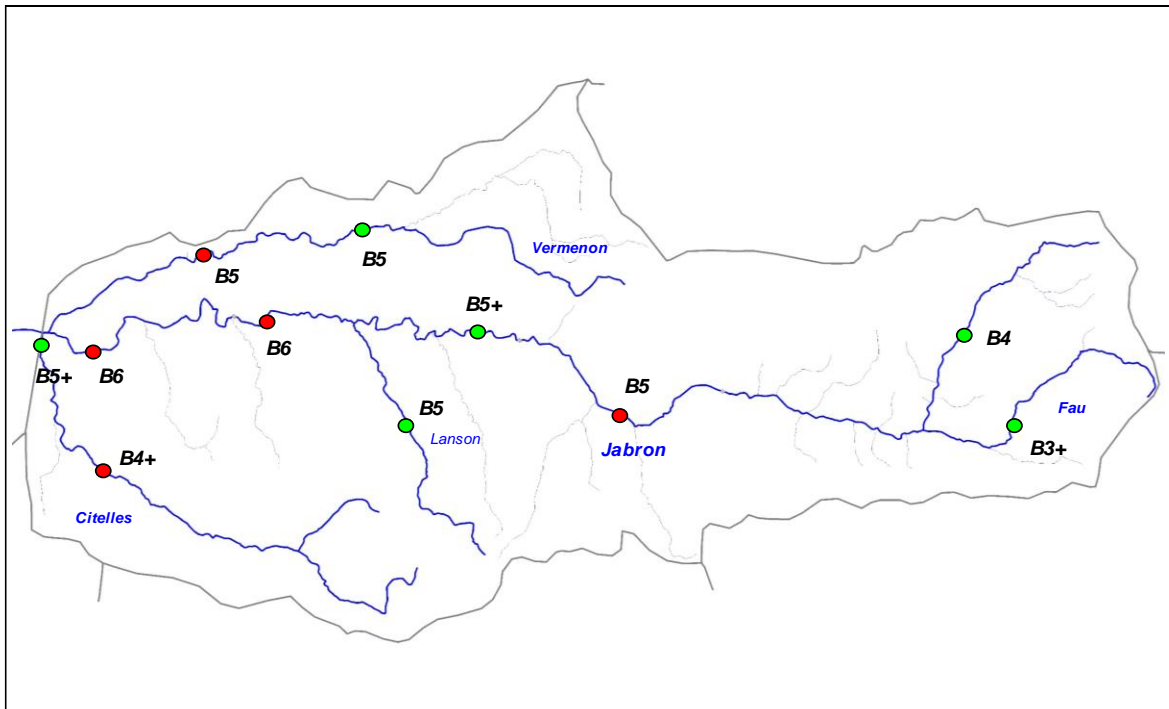 Vermenon
B5
B5
B5+
B6
B4
B5+
B6
B5
B5
Fau
Lanson
Jabron
B3+
B4+
Citelles